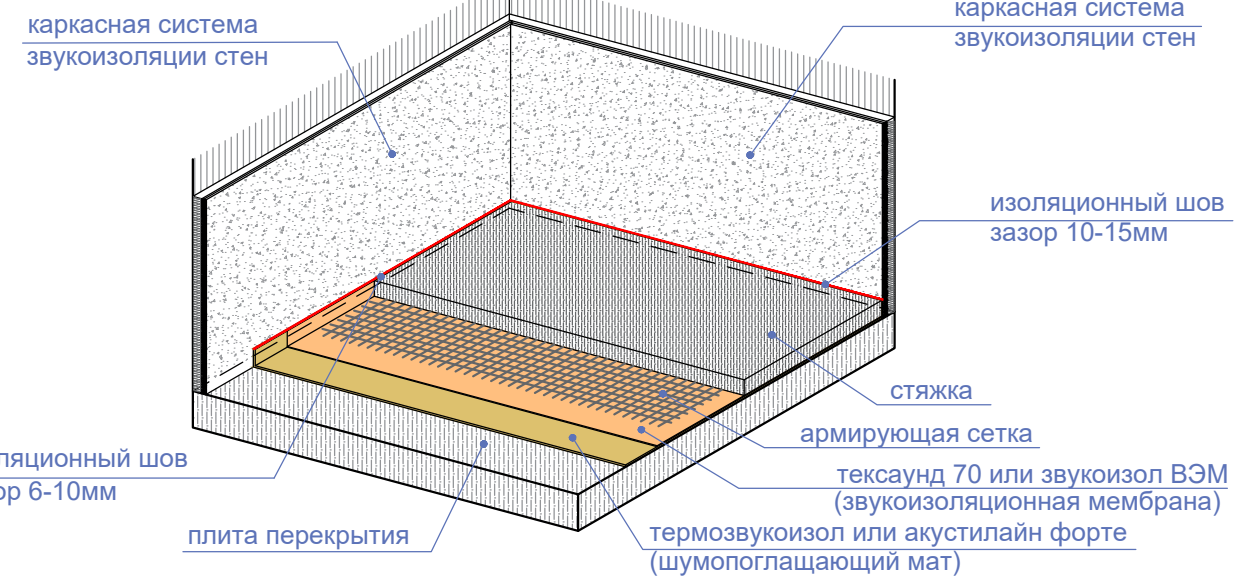 каркасная система
звукоизоляции стен
каркасная система
звукоизоляции стен
изоляционный шов
зазор 10-15мм
стяжка
армирующая сетка
тексаунд 70 или звукоизол ВЭМ
(звукоизоляционная мембрана)
термозвукоизол или акустилайн форте
(шумопоглащающий мат)
ляционный шов
ор 6-10мм
плита перекрытия